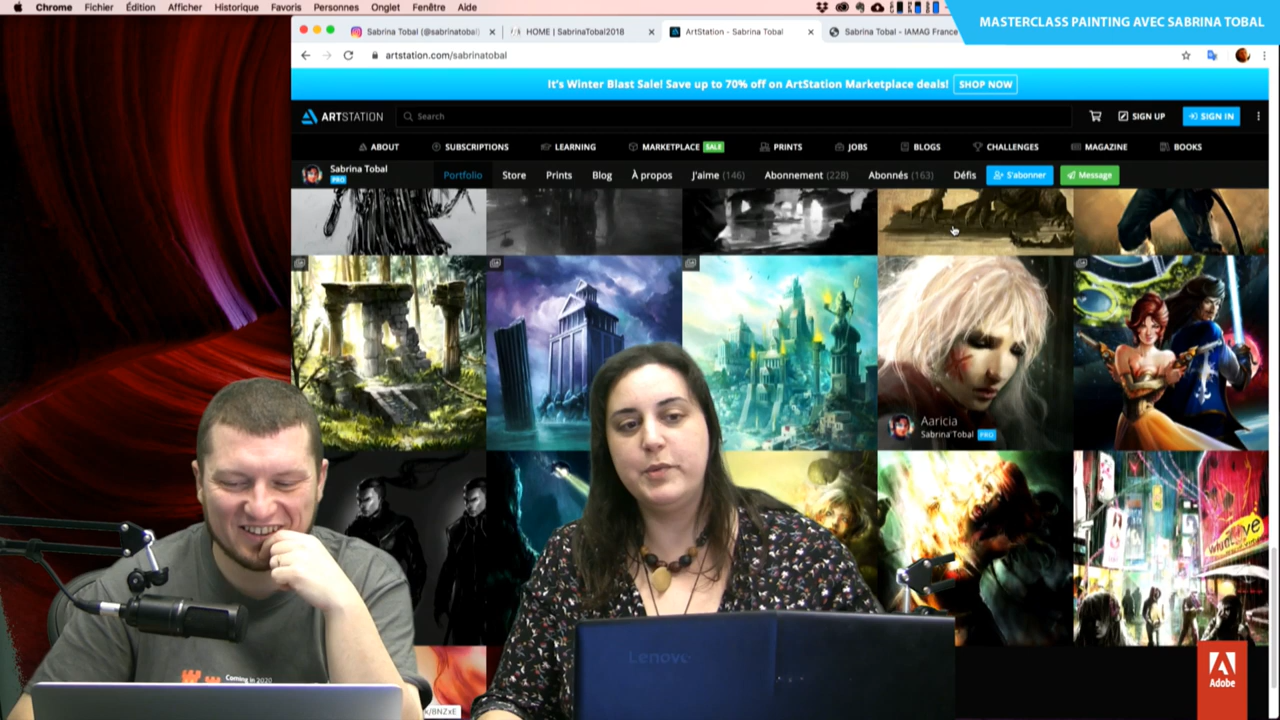 Chrome Fichier Édition Afficher Historique Favoris Personnes Onglet Fenêtre Aide
MASTERCLASS PAINTING AVEC SABRINA TOBAL
Sabrina Tobal (@sabrinatobal) HOME | SabrinaTobal2018 ArtStation - Sabrina Tobal Sabrina Tobal - IAMAG France
artstation.com/sabrinatobal
It's Winter Blast Sale! Save up to 70% off on ArtStation Marketplace deals! SHOP NOW
ARTSTATION Search SIGN UP SIGN IN
ABOUT SUBSCRIPTIONS LEARNING MARKETPLACE SALE PRINTS JOBS BLOGS CHALLENGES MAGAZINE BOOKS
Sabrina Tobal
PRO
Portfolio Store Prints Blog À propos J'aime (146) Abonnement (228) Abonnés (163) Défis S'abonner Message
Aaricia
Sabrina Tobal PRO
Lenovo
Coming in 2020
k/8NZxE
Adobe